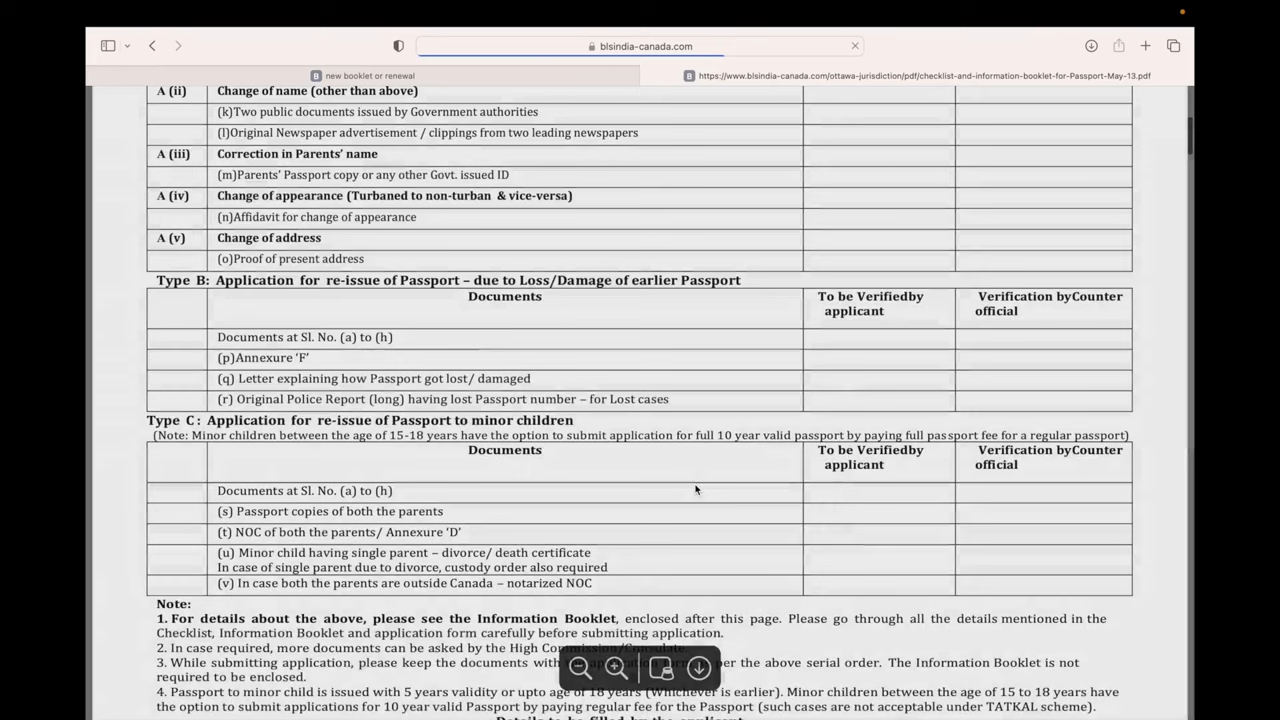 blsindia-canada.com
new booklet or renewal
https://www.blsindia-canada.com/ottawa-jurisdiction/pdf/checklist-and-information-booklet-for-Passport-May-13.pdf
A (ii) Change of name (other than above)
(k)Two public documents issued by Government authorities
(l)Original Newspaper advertisement / clippings from two leading newspapers
A (iii) Correction in Parents' name
(m)Parents' Passport copy or any other Govt. issued ID
A (iv) Change of appearance (Turbaned to non-turban & vice-versa)
(n)Affidavit for change of appearance
A (v) Change of address
(o)Proof of present address
Type B: Application for re-issue of Passport – due to Loss/Damage of earlier Passport
Documents To be Verifiedby Verification byCounter
applicant official
Documents at Sl. No. (a) to (h)
(p)Annexure 'F'
(q) Letter explaining how Passport got lost/ damaged
(r) Original Police Report (long) having lost Passport number – for Lost cases
Type C : Application for re-issue of Passport to minor children
(Note: Minor children between the age of 15-18 years have the option to submit application for full 10 year valid passport by paying full passport fee for a regular passport)
Documents To be Verifiedby Verification byCounter
applicant official
Documents at Sl. No. (a) to (h)
(s) Passport copies of both the parents
(t) NOC of both the parents/ Annexure 'D'
(u) Minor child having single parent – divorce/ death certificate
In case of single parent due to divorce, custody order also required
(v) In case both the parents are outside Canada – notarized NOC
Note:
1. For details about the above, please see the Information Booklet, enclosed after this page. Please go through all the details mentioned in the
Checklist, Information Booklet and application form carefully before submitting application.
2. In case required, more documents can be asked by the High Commission/Consulate.
3. While submitting application, please keep the documents with per the above serial order. The Information Booklet is not
required to be enclosed.
4. Passport to minor child is issued with 5 years validity or upto age of 18 years (Whichever is earlier). Minor children between the age of 15 to 18 years have
the option to submit applications for 10 year valid Passport by paying regular fee for the Passport (such cases are not acceptable under TATKAL scheme).
Details to be filled by the applicant